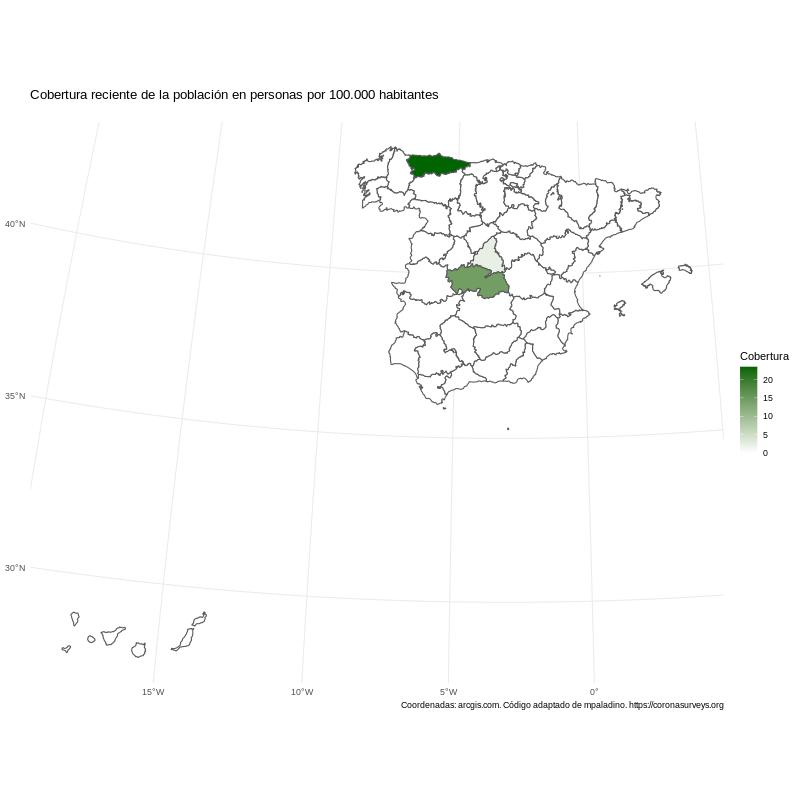 Cobertura reciente de la población en personas por 100.000 habitantes
40°N
35°N
30°N
15°W
10°W
5°W
0°
Cobertura
20
15
10
5
0
Coordenadas: arcgis.com. Código adaptado de mpaladino. https://coronasurveys.org